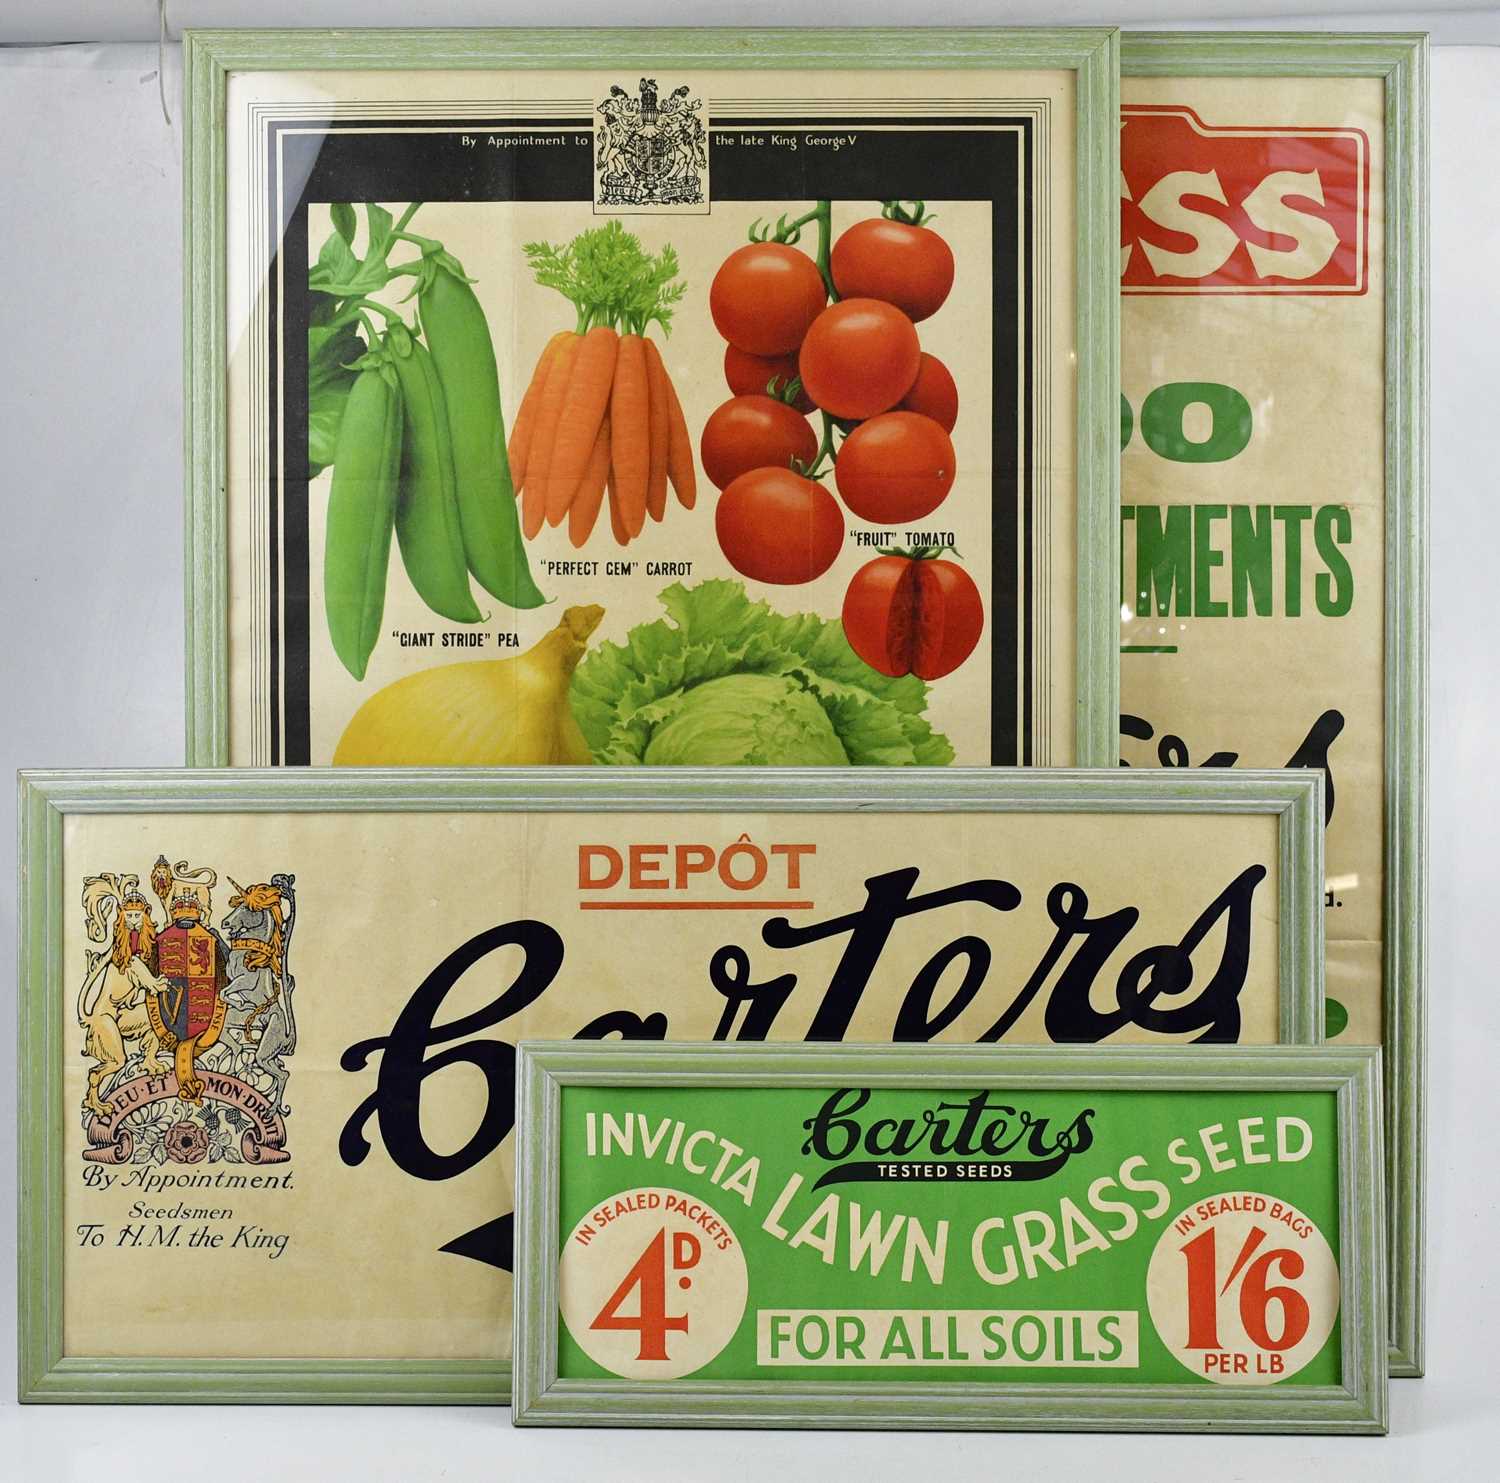 By Appointment to the late King George V
"FRUIT" TOMATO
"PERFECT GEM" CARROT
"GIANT STRIDE" PEA
TMENTS
DEPÔT
Carters
DIEU·ET MON·DROIT
By Appointment.
Seedsmen
To H.M. the King
Carters
TESTED SEEDS
INVICTA LAWN GRASS SEED
IN SEALED PACKETS
4D.
IN SEALED BAGS
1/6
PER LB
FOR ALL SOILS